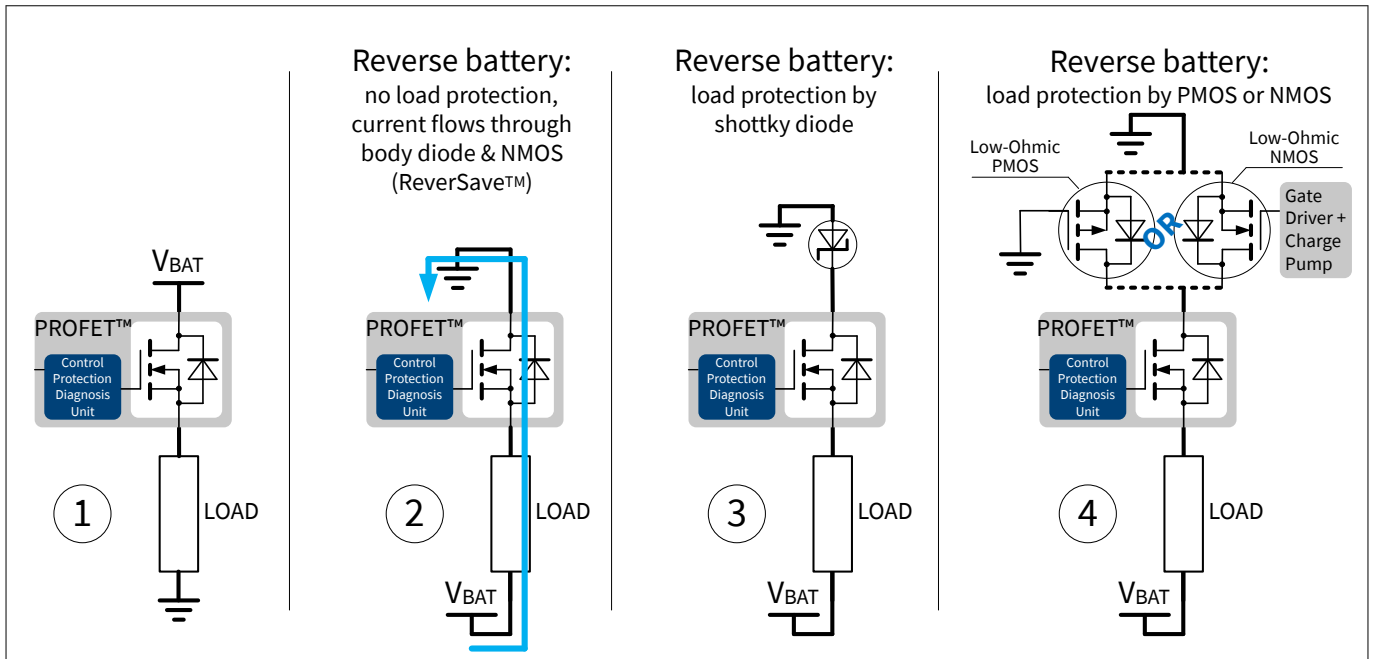 VBAT
PROFET™
Control
Protection
Diagnosis
Unit
1
LOAD
Reverse battery:
no load protection,
current flows through
body diode & NMOS
(ReverSave™)
PROFET™
Control
Protection
Diagnosis
Unit
2
LOAD
VBAT
Reverse battery:
load protection by
shottky diode
PROFET™
Control
Protection
Diagnosis
Unit
3
LOAD
VBAT
Reverse battery:
load protection by PMOS or NMOS
Low-Ohmic
PMOS
Low-Ohmic
NMOS
OR
Gate
Driver +
Charge
Pump
PROFET™
Control
Protection
Diagnosis
Unit
4
LOAD
VBAT